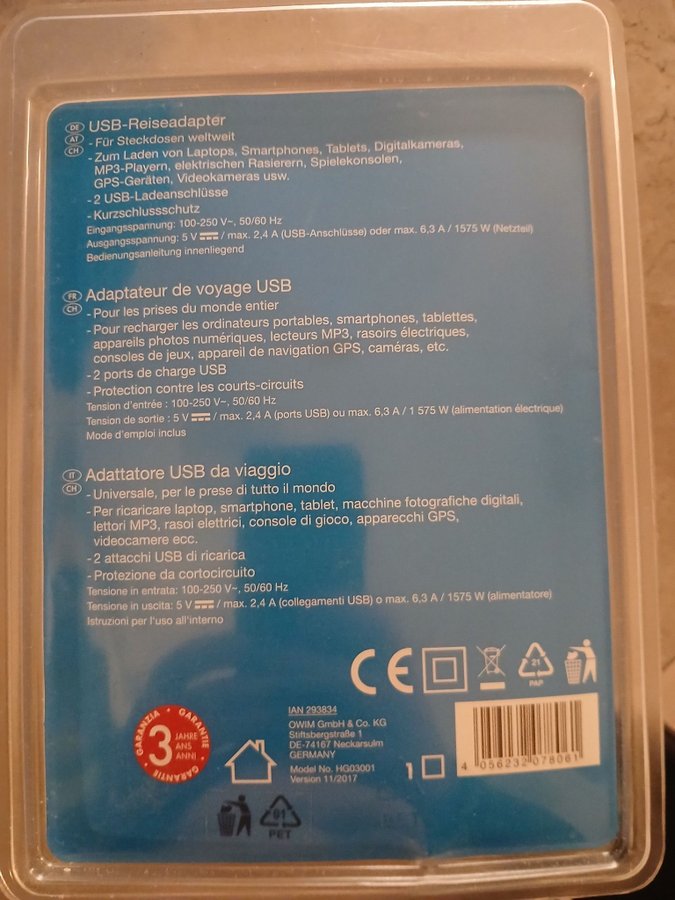 DE AT CH
USB-Reiseadapter
- Für Steckdosen weltweit
- Zum Laden von Laptops, Smartphones, Tablets, Digitalkameras,
MP3-Playern, elektrischen Rasierern, Spielekonsolen,
GPS-Geräten, Videokameras usw.
- 2 USB-Ladeanschlüsse
- Kurzschlussschutz
Eingangsspannung: 100-250 V~, 50/60 Hz
Ausgangsspannung: 5 V ⎓ / max. 2,4 A (USB-Anschlüsse) oder max. 6,3 A / 1575 W (Netzteil)
Bedienungsanleitung innenliegend
FR CH
Adaptateur de voyage USB
- Pour les prises du monde entier
- Pour recharger les ordinateurs portables, smartphones, tablettes,
appareils photos numériques, lecteurs MP3, rasoirs électriques,
consoles de jeux, appareil de navigation GPS, caméras, etc.
- 2 ports de charge USB
- Protection contre les courts-circuits
Tension d'entrée : 100-250 V~, 50/60 Hz
Tension de sortie : 5 V ⎓ / max. 2,4 A (ports USB) ou max. 6,3 A / 1 575 W (alimentation électrique)
Mode d'emploi inclus
IT CH
Adattatore USB da viaggio
- Universale, per le prese di tutto il mondo
- Per ricaricare laptop, smartphone, tablet, macchine fotografiche digitali,
lettori MP3, rasoi elettrici, console di gioco, apparecchi GPS,
videocamere ecc.
- 2 attacchi USB di ricarica
- Protezione da cortocircuito
Tensione in entrata: 100-250 V~, 50/60 Hz
Tensione in uscita: 5 V ⎓ / max. 2,4 A (collegamenti USB) o max. 6,3 A / 1575 W (alimentatore)
Istruzioni per l'uso all'interno
CE
21
PAP
GARANZIA • GARANTIE • GARANTIE
3 JAHRE
ANS
ANNI
IAN 293834
OWIM GmbH & Co. KG
Stiftsbergstraße 1
DE-74167 Neckarsulm
GERMANY
Model No. HG03001
Version 11/2017
1
4 056232 078061
01
PET